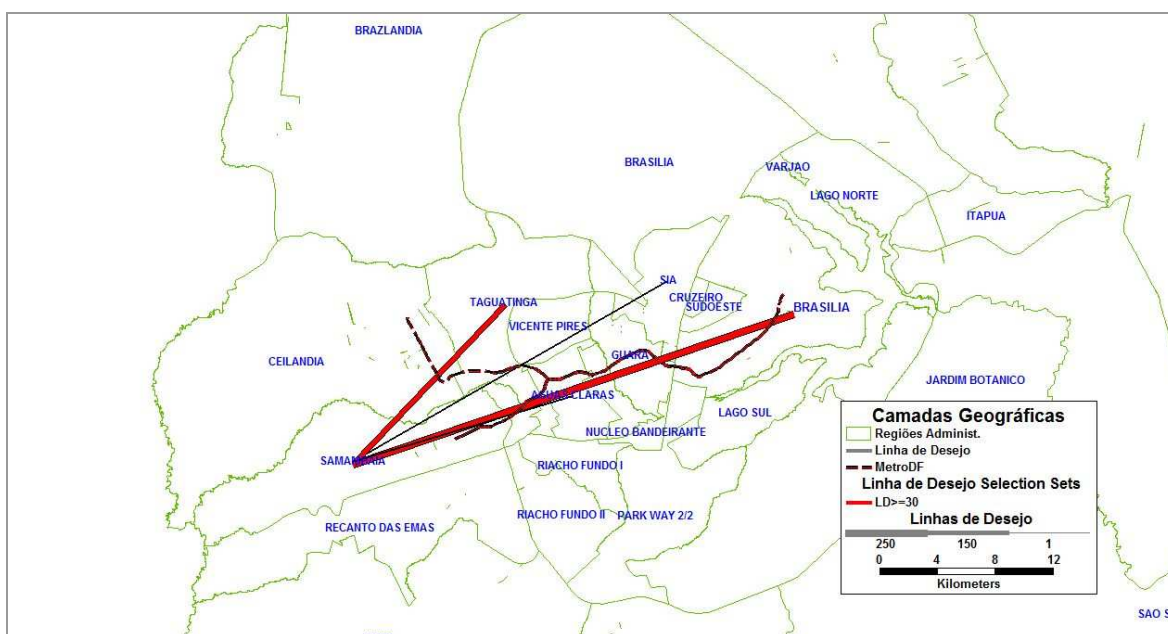 BRAZLANDIA
BRASILIA
VARJAO
LAGO NORTE
ITAPUA
SIA
CRUZEIRO
SUDOESTE
TAGUATINGA
BRASILIA
VICENTE PIRES
GUARA
CEILANDIA
JARDIM BOTANICO
AGUAS CLARAS
LAGO SUL
NUCLEO BANDEIRANTE
SAMAMBAIA
RIACHO FUNDO I
RIACHO FUNDO II
PARK WAY 2/2
RECANTO DAS EMAS
Camadas Geográficas
Regiões Administ.
Linha de Desejo
MetroDF
Linha de Desejo Selection Sets
LD>=30
Linhas de Desejo
250 150 1
0 4 8 12
Kilometers
SAO S